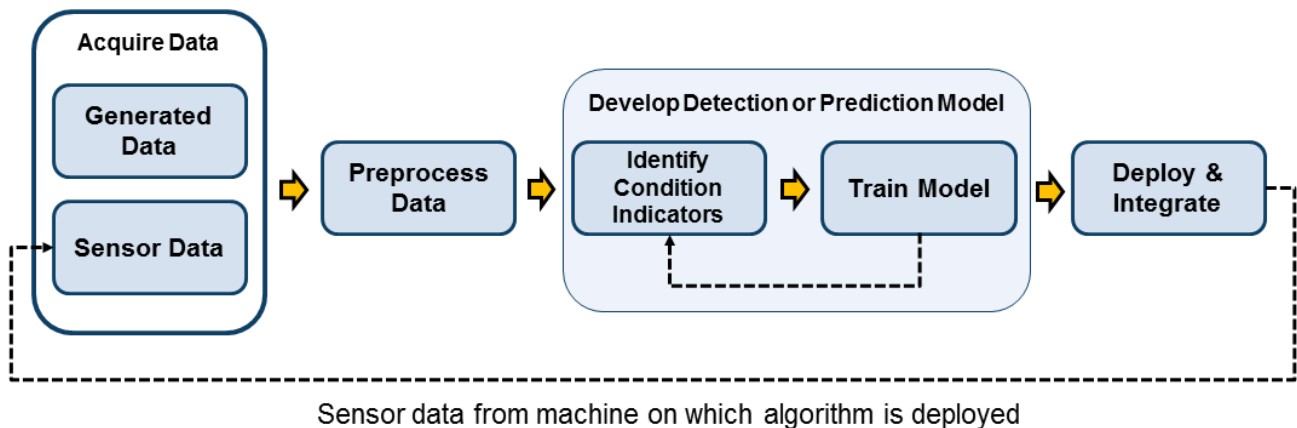 Acquire Data
Generated
Data
Sensor Data
Preprocess
Data
Develop Detection or Prediction Model
Identify
Condition
Indicators
Train Model
Deploy &
Integrate
Sensor data from machine on which algorithm is deployed